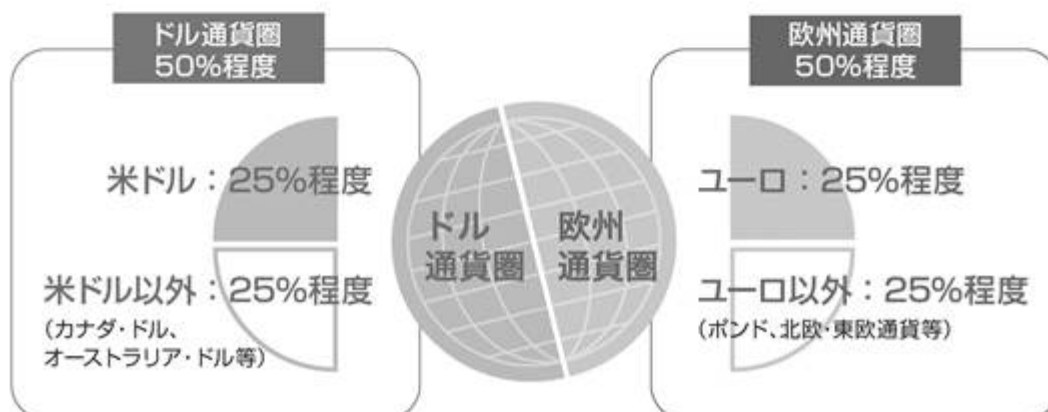 ドル通貨圏
50%程度
米ドル：25%程度
米ドル以外：25%程度
（カナダ・ドル、
オーストラリア・ドル等）
ドル
通貨圏
欧州
通貨圏
欧州通貨圏
50%程度
ユーロ：25%程度
ユーロ以外：25%程度
（ポンド、北欧・東欧通貨等）